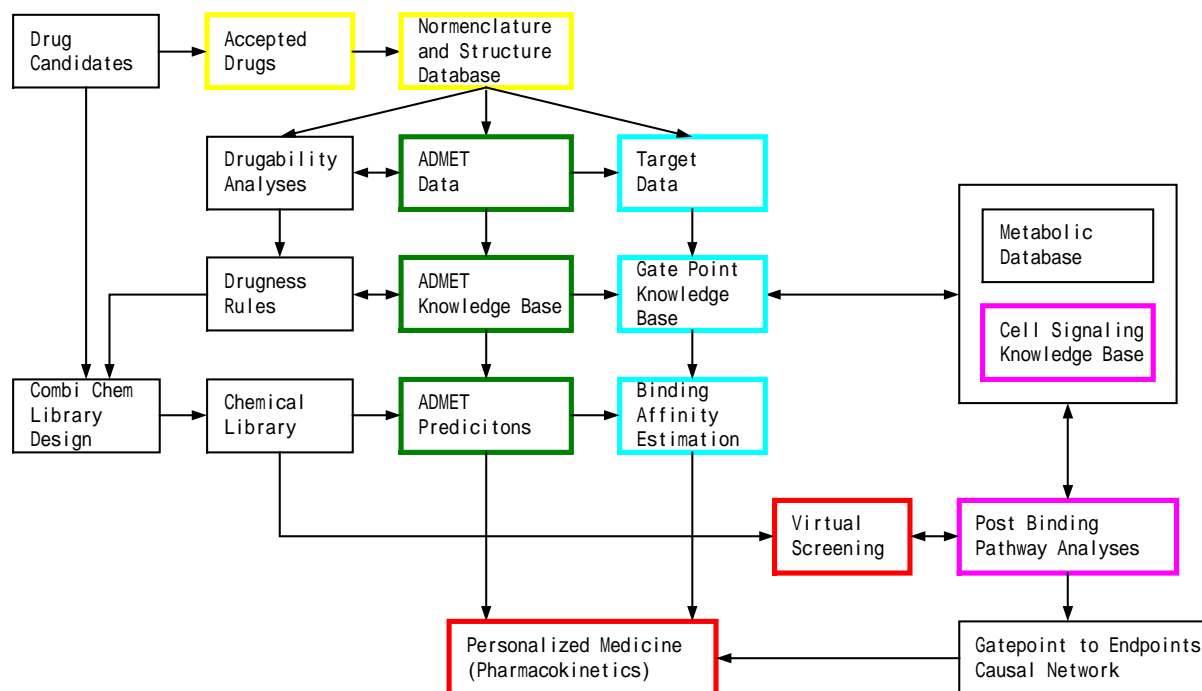 Drug
Candidates
Accepted
Drugs
Normenclature
and Structure
Database
Drugability
Analyses
ADMET
Data
Target
Data
Metabolic
Database
Drugness
Rules
ADMET
Knowledge Base
Gate Point
Knowledge
Base
Cell Signaling
Knowledge Base
Combi Chem
Library
Design
Chemical
Library
ADMET
Predicitons
Binding
Affinity
Estimation
Virtual
Screening
Post Binding
Pathway Analyses
Personalized Medicine
(Pharmacokinetics)
Gatepoint to Endpoints
Causal Network